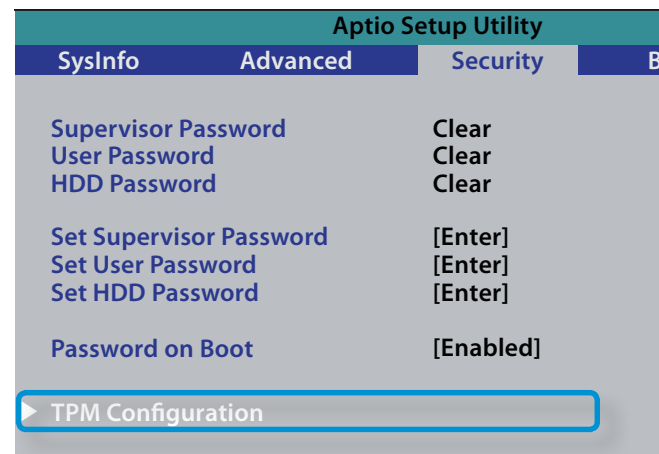 Aptio Setup Utility
SysInfo Advanced Security B
Supervisor Password Clear
User Password Clear
HDD Password Clear
Set Supervisor Password [Enter]
Set User Password [Enter]
Set HDD Password [Enter]
Password on Boot [Enabled]
TPM Configuration